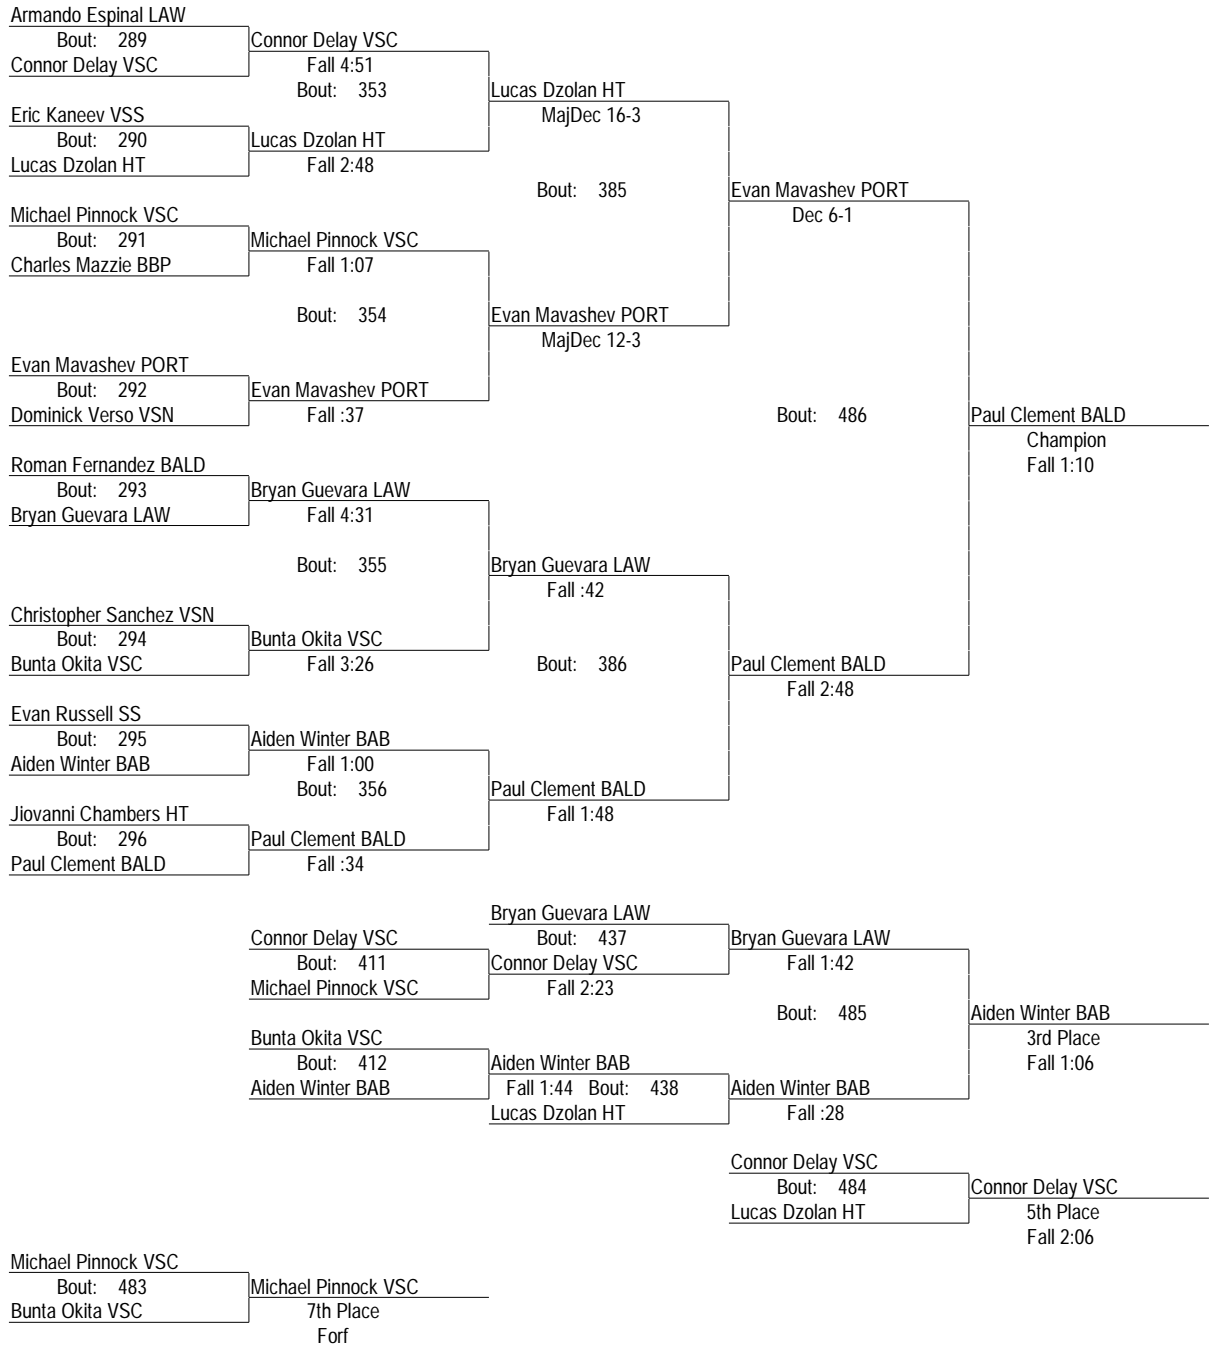 Armando Espinal LAW
Bout: 289 Connor Delay VSC
Connor Delay VSC Fall 4:51
Bout: 353 Lucas Dzolan HT
Eric Kaneev VSS MajDec 16-3
Bout: 290 Lucas Dzolan HT
Lucas Dzolan HT Fall 2:48
Bout: 385 Evan Mavashev PORT
Michael Pinnock VSC Dec 6-1
Bout: 291 Michael Pinnock VSC
Charles Mazzie BBP Fall 1:07
Bout: 354 Evan Mavashev PORT
MajDec 12-3
Evan Mavashev PORT
Bout: 292 Evan Mavashev PORT
Dominick Verso VSN Fall :37 Bout: 486 Paul Clement BALD
Champion
Roman Fernandez BALD Fall 1:10
Bout: 293 Bryan Guevara LAW
Bryan Guevara LAW Fall 4:31
Bout: 355 Bryan Guevara LAW
Fall :42
Christopher Sanchez VSN
Bout: 294 Bunta Okita VSC
Bunta Okita VSC Fall 3:26 Bout: 386 Paul Clement BALD
Fall 2:48
Evan Russell SS
Bout: 295 Aiden Winter BAB
Aiden Winter BAB Fall 1:00
Bout: 356 Paul Clement BALD
Jiovanni Chambers HT Fall 1:48
Bout: 296 Paul Clement BALD
Paul Clement BALD Fall :34
Bryan Guevara LAW
Connor Delay VSC Bout: 437 Bryan Guevara LAW
Bout: 411 Connor Delay VSC Fall 1:42
Michael Pinnock VSC Fall 2:23
Bout: 485 Aiden Winter BAB
Bunta Okita VSC 3rd Place
Bout: 412 Aiden Winter BAB Fall 1:06
Aiden Winter BAB Fall 1:44 Bout: 438 Aiden Winter BAB
Lucas Dzolan HT Fall :28
Connor Delay VSC
Bout: 484 Connor Delay VSC
Lucas Dzolan HT 5th Place
Fall 2:06
Michael Pinnock VSC
Bout: 483 Michael Pinnock VSC
Bunta Okita VSC 7th Place
Forf